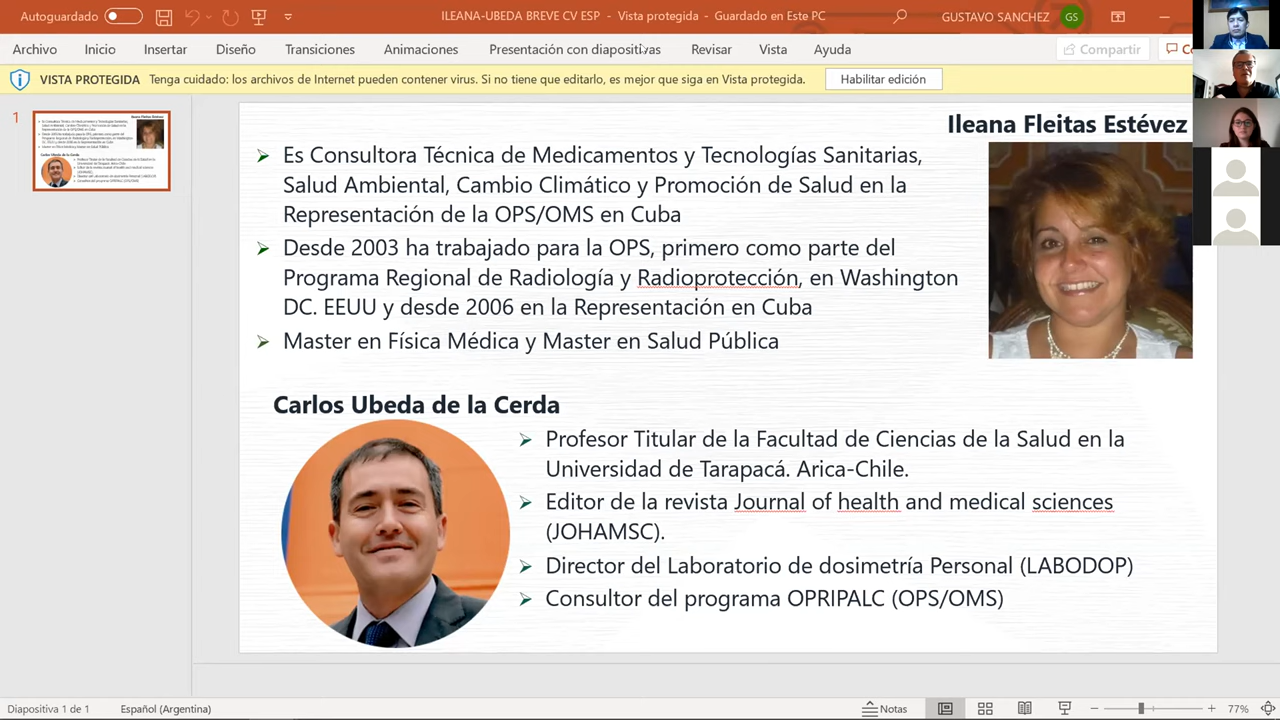 Autoguardado
ILEANA-UBEDA BREVE CV ESP - Vista protegida - Guardado en Este PC
GUSTAVO SANCHEZ
GS
Archivo Inicio Insertar Diseño Transiciones Animaciones Presentación con diapositivas Revisar Vista Ayuda
Compartir
VISTA PROTEGIDA Tenga cuidado: los archivos de Internet pueden contener virus. Si no tiene que editarlo, es mejor que siga en Vista protegida.
Habilitar edición
1
na Fleitas Estévez
Es Consultora Técnica de Medicamentos y Tecnologías Sanitarias,
Salud Ambiental, Cambio Climático y Promoción de Salud en la
Representación de la OPS/OMS en Cuba
Desde 2003 ha trabajado para la OPS, primero como parte del
Programa Regional de Radiología y Radioprotección, en Washington
DC. EEUU y desde 2006 en la Representación en Cuba
Master en Física Médica y Master en Salud Pública
Carlos Ubeda de la Cerda
Profesor Titular de la Facultad de Ciencias de la Salud en la
Universidad de Tarapacá. Arica-Chile.
Editor de la revista Journal of health and medical sciences
(JOHAMSC).
Director del Laboratorio de dosimetría Personal (LABODOP)
Consultor del programa OPRIPALC (OPS/OMS)
Diapositiva 1 de 1
Español (Argentina)
Notas
77%